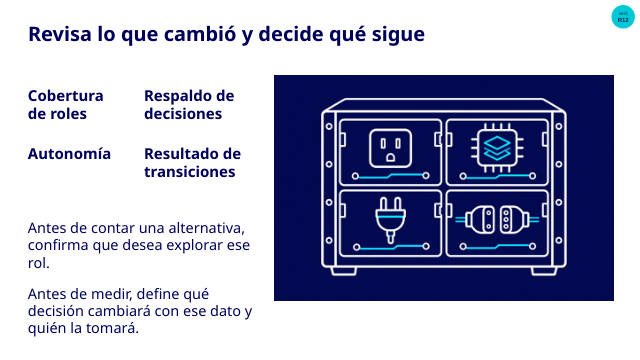 Revisa lo que cambió y decide qué sigue
R12
Cobertura
de roles
Respaldo de
decisiones
Autonomía
Resultado de
transiciones
Antes de contar una alternativa,
confirma que desea explorar ese
rol.
Antes de medir, define qué
decisión cambiará con ese dato y
quién la tomará.